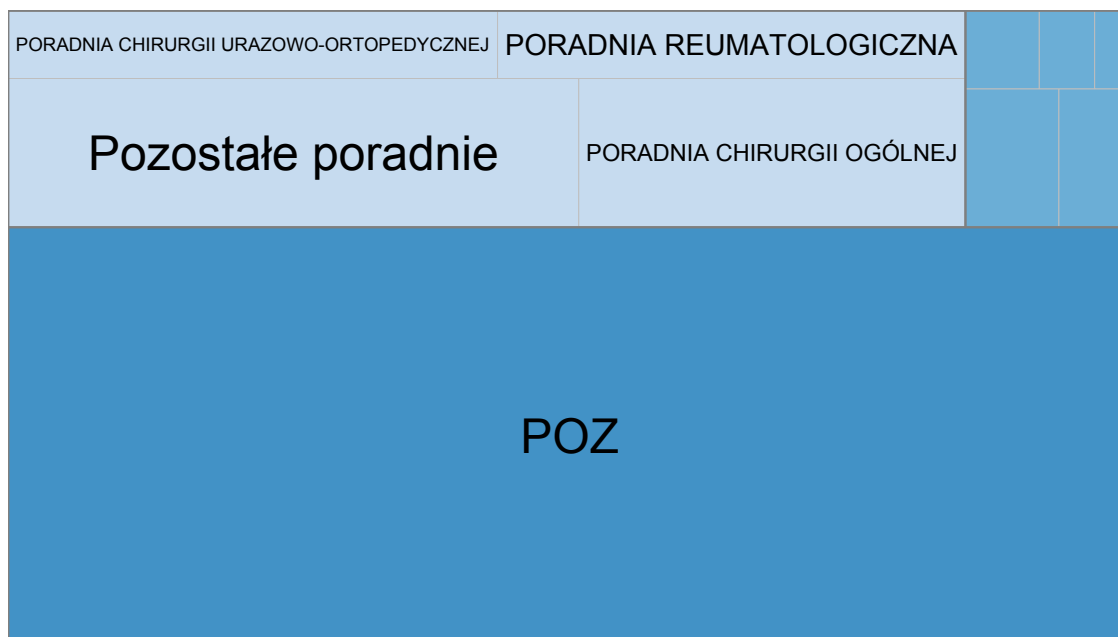 PORADNIA CHIRURGII URAZOWO-ORTOPEDYCZNEJ
PORADNIA REUMATOLOGICZNA
Pozostałe poradnie
PORADNIA CHIRURGII OGÓLNEJ
POZ